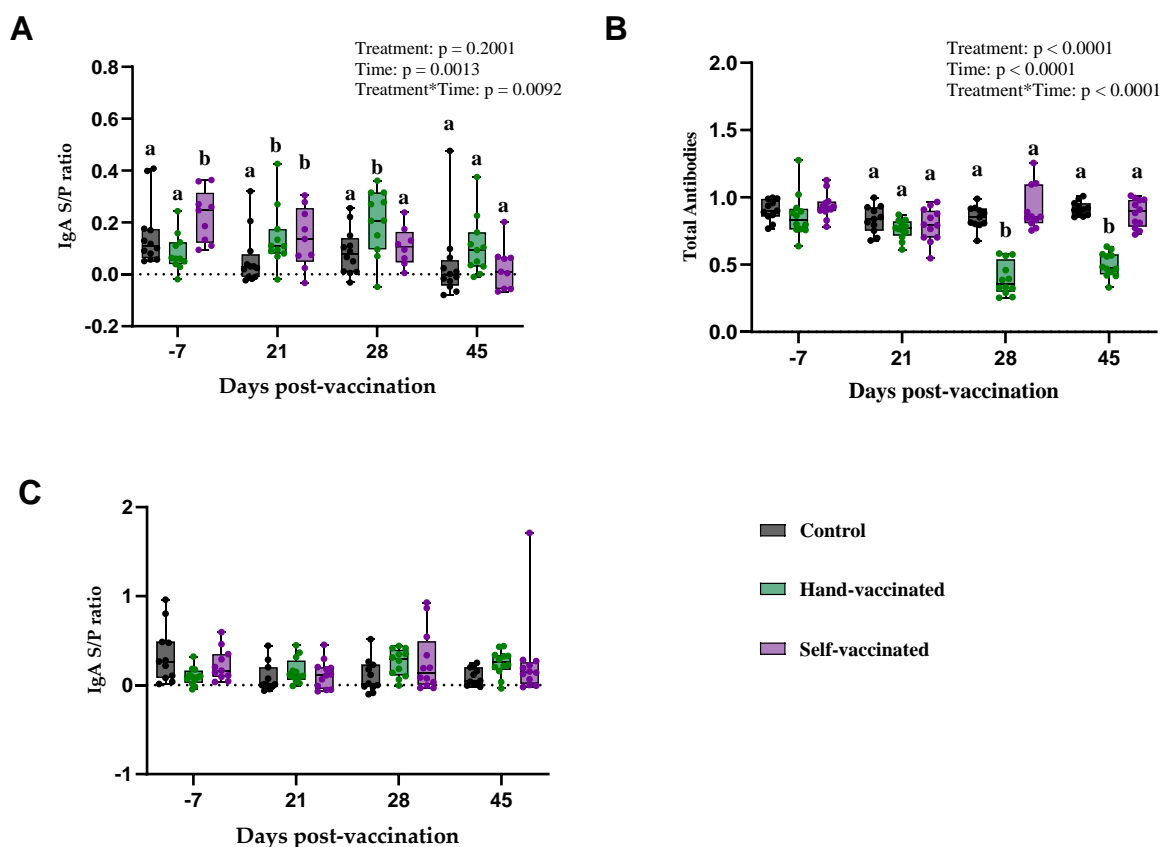 A
Treatment: p = 0.2001
Time: p = 0.0013
Treatment*Time: p = 0.0092
0.8
0.6
0.4
0.2
0.0
-0.2
IgA S/P ratio
a a b
a b b
a b a
a a a
-7 21 28 45
Days post-vaccination
B
Treatment: p < 0.0001
Time: p < 0.0001
Treatment*Time: p < 0.0001
2.0
1.5
1.0
0.5
0.0
Total Antibodies
a a a
a b a
a b a
-7 21 28 45
Days post-vaccination
C
2
1
0
-1
IgA S/P ratio
-7 21 28 45
Days post-vaccination
Control
Hand-vaccinated
Self-vaccinated